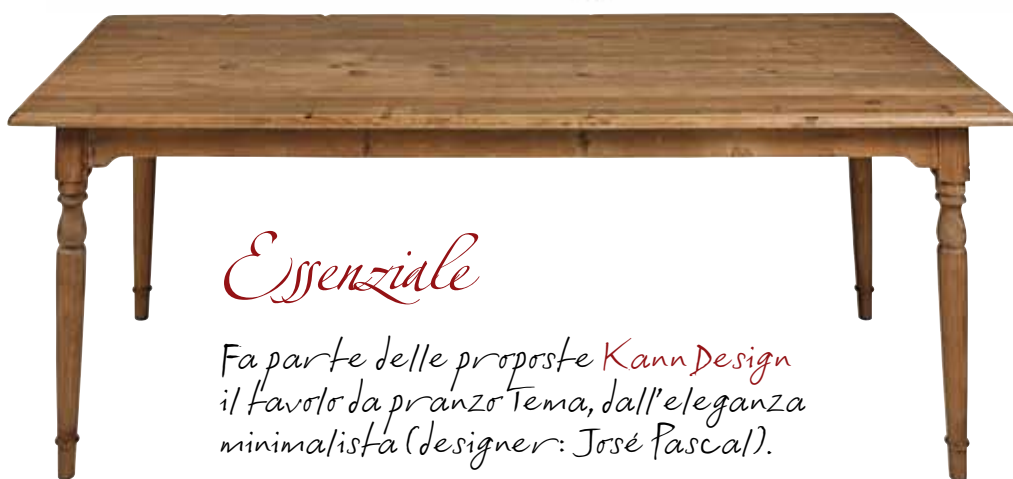 Essenziale
Fa parte delle proposte Kann Design
il tavolo da pranzo Tema, dall'eleganza
minimalista (designer: José Pascal).